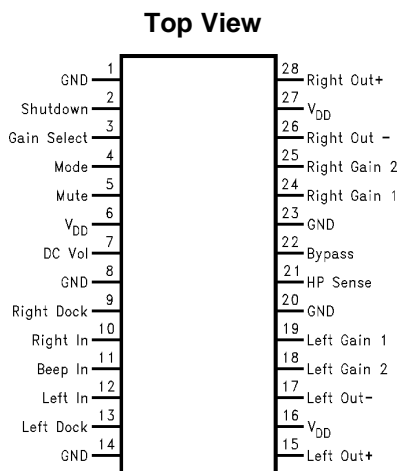 Top View
GND 1
Shutdown 2
Gain Select 3
Mode 4
Mute 5
VDD 6
DC Vol 7
GND 8
Right Dock 9
Right In 10
Beep In 11
Left In 12
Left Dock 13
GND 14
28 Right Out+
27 VDD
26 Right Out -
25 Right Gain 2
24 Right Gain 1
23 GND
22 Bypass
21 HP Sense
20 GND
19 Left Gain 1
18 Left Gain 2
17 Left Out-
16 VDD
15 Left Out+